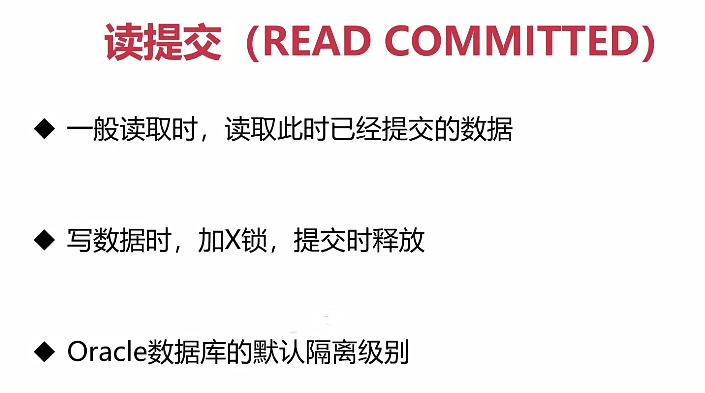 读提交（READ COMMITTED）
一般读取时，读取此时已经提交的数据
写数据时，加X锁，提交时释放
Oracle数据库的默认隔离级别